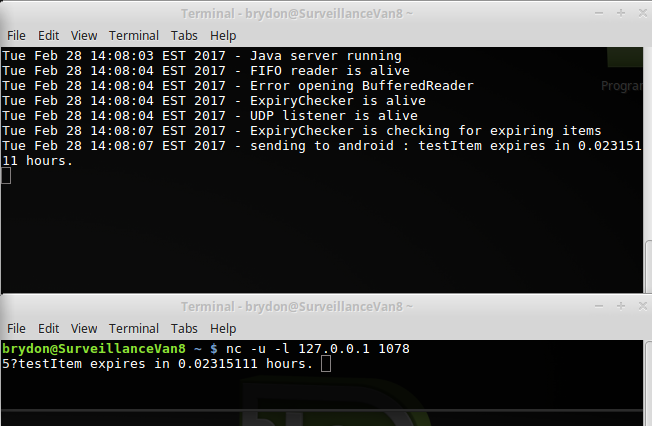 Terminal - brydon@SurveillanceVan8:~
File Edit View Terminal Tabs Help
Tue Feb 28 14:08:03 EST 2017 - Java server running
Tue Feb 28 14:08:04 EST 2017 - FIFO reader is alive
Tue Feb 28 14:08:04 EST 2017 - Error opening BufferedReader
Tue Feb 28 14:08:04 EST 2017 - ExpiryChecker is alive
Tue Feb 28 14:08:04 EST 2017 - UDP listener is alive
Tue Feb 28 14:08:07 EST 2017 - ExpiryChecker is checking for expiring items
Tue Feb 28 14:08:07 EST 2017 - sending to android : testItem expires in 0.023151
11 hours.
Terminal - brydon@SurveillanceVan8:~
File Edit View Terminal Tabs Help
brydon@SurveillanceVan8 ~ $ nc -u -l 127.0.0.1 1078
5?testItem expires in 0.02315111 hours.